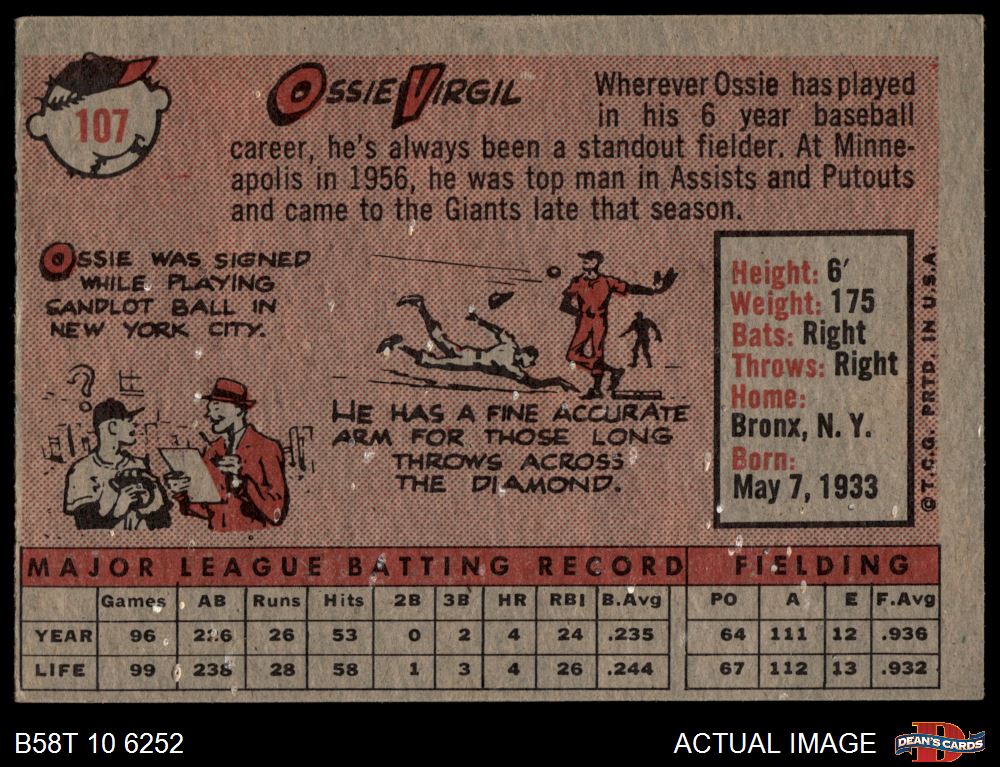 107
OSSIE VIRGIL
Wherever Ossie has played
in his 6 year baseball
career, he's always been a standout fielder. At Minne-
apolis in 1956, he was top man in Assists and Putouts
and came to the Giants late that season.
OSSIE WAS SIGNED
WHILE PLAYING
SANDLOT BALL IN
NEW YORK CITY.
?
HE HAS A FINE ACCURATE
ARM FOR THOSE LONG
THROWS ACROSS
THE DIAMOND.
Height: 6'
Weight: 175
Bats: Right
Throws: Right
Home:
Bronx, N. Y.
Born:
May 7, 1933
© T.C.G. PRTD. IN U.S.A.
MAJOR LEAGUE BATTING RECORD FIELDING
Games AB Runs Hits 2B 3B HR RBI B.Avg PO A E F.Avg
YEAR 96 226 26 53 0 2 4 24 .235 64 111 12 .936
LIFE 99 238 28 58 1 3 4 26 .244 67 112 13 .932
B58T 10 6252
ACTUAL IMAGE
D
DEAN'S CARDS